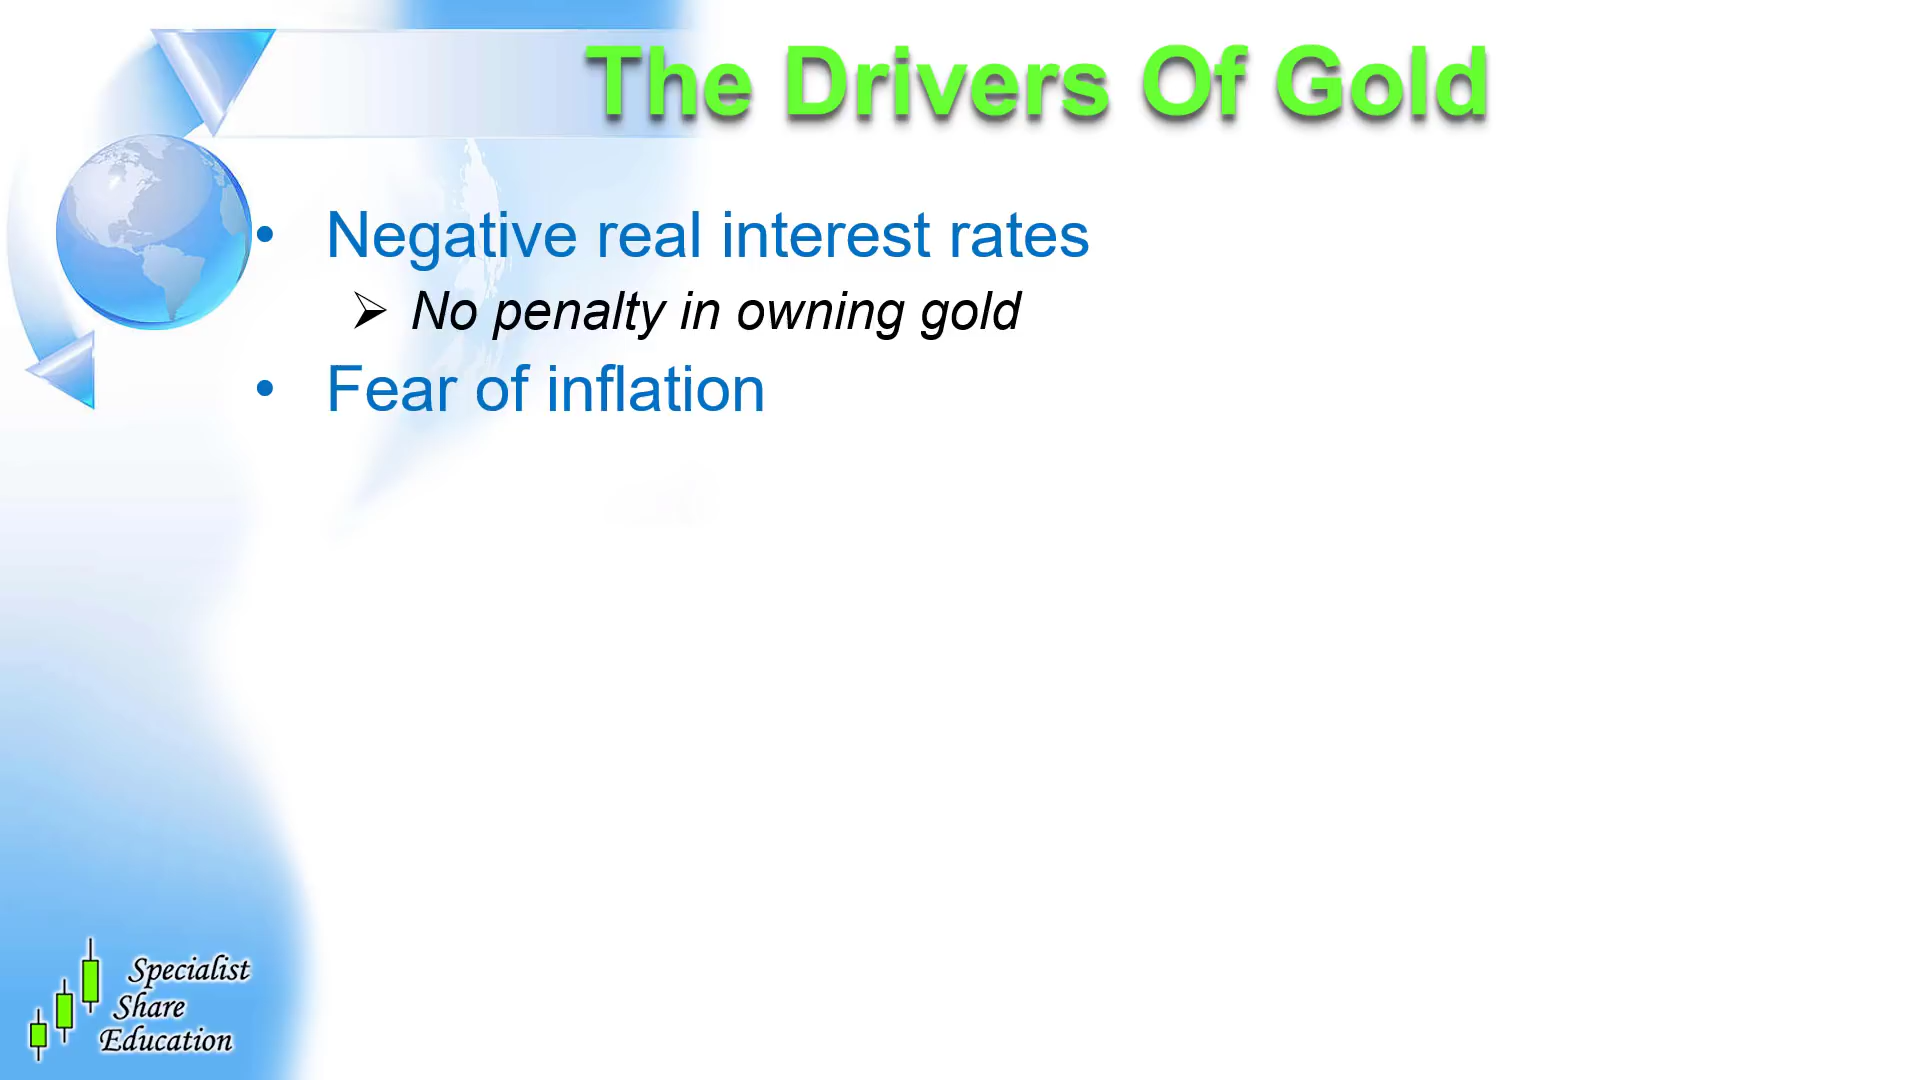 The Drivers Of Gold
• Negative real interest rates
➢ No penalty in owning gold
• Fear of inflation
Specialist
Share
Education